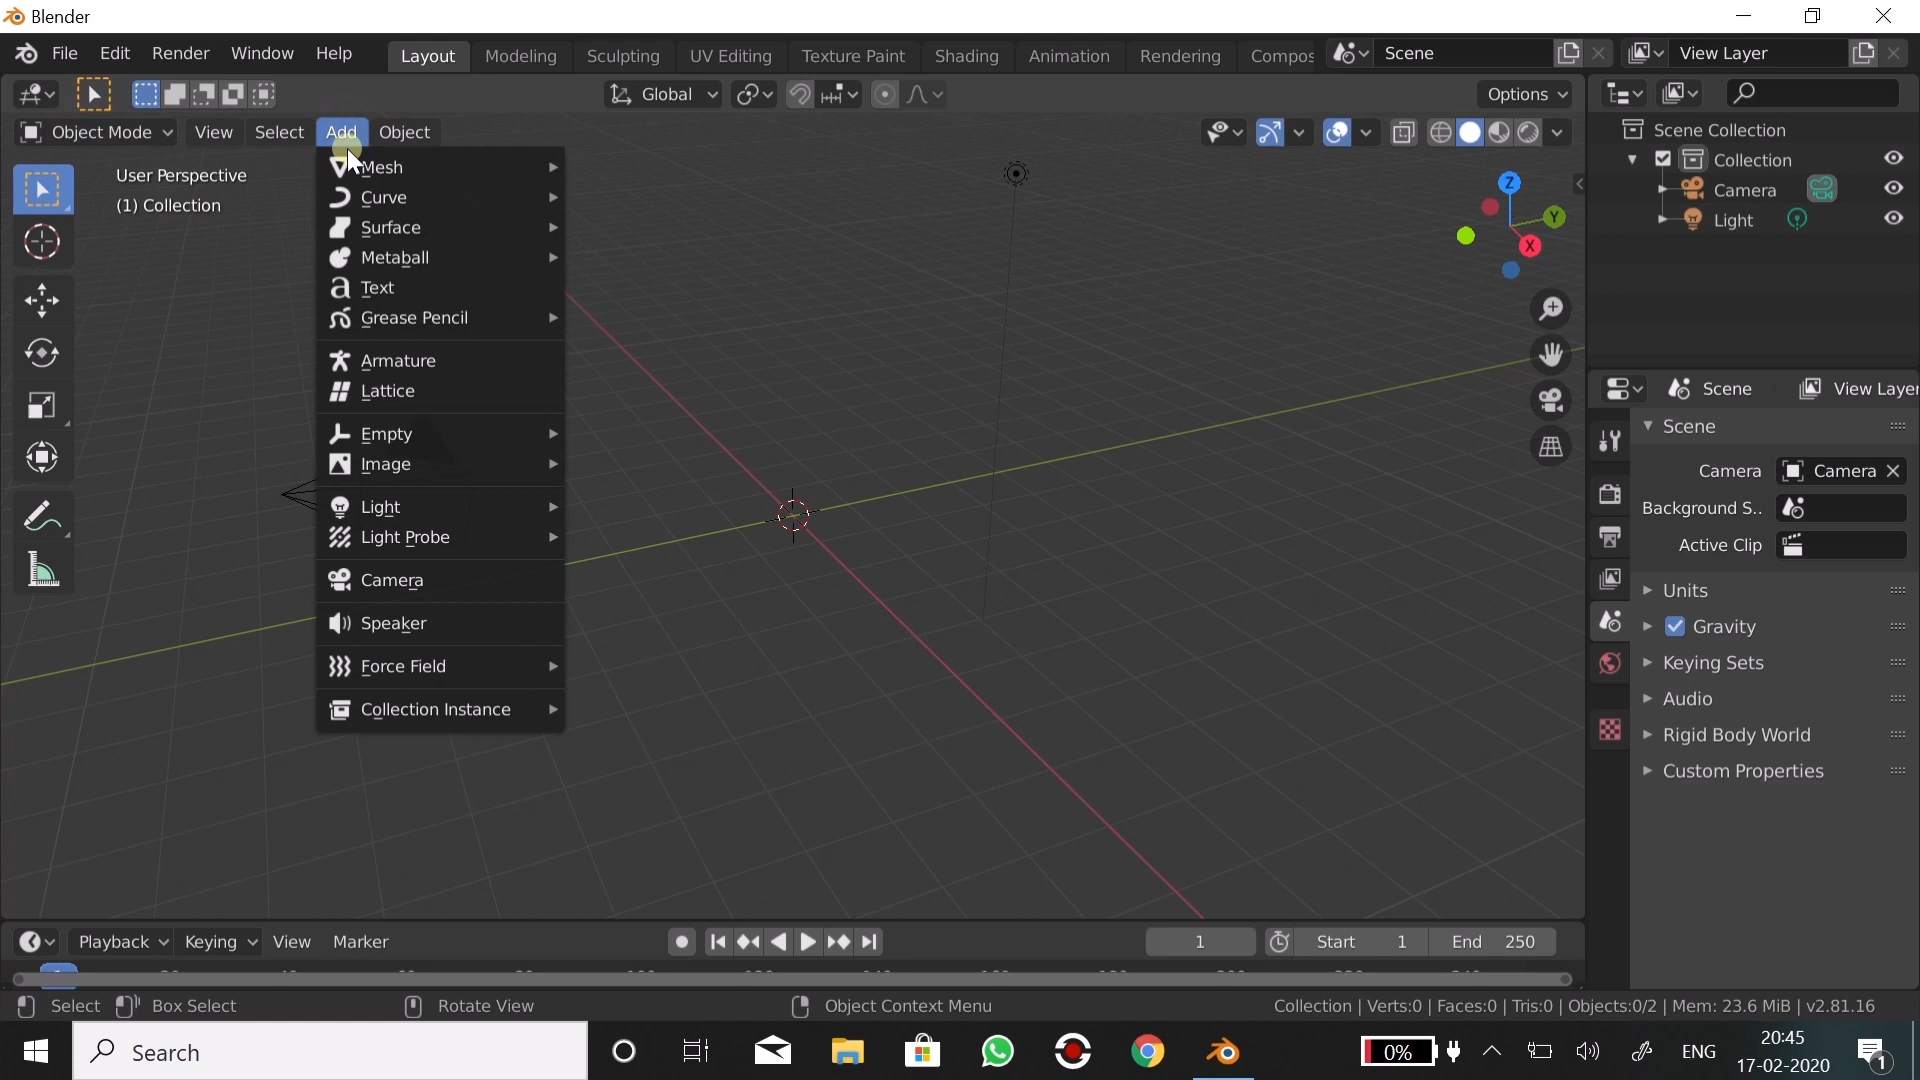 Blender
File Edit Render Window Help Layout Modeling Sculpting UV Editing Texture Paint Shading Animation Rendering Compos Scene View Layer
Global Options
Object Mode View Select Add Object
User Perspective
(1) Collection
Mesh
Curve
Surface
Metaball
Text
Grease Pencil
Armature
Lattice
Empty
Image
Light
Light Probe
Camera
Speaker
Force Field
Collection Instance
Z
Y
X
Scene Collection
Collection
Camera
Light
Scene View Layer
Scene
Camera Camera
Background S..
Active Clip
Units
Gravity
Keying Sets
Audio
Rigid Body World
Custom Properties
Playback Keying View Marker 1 Start 1 End 250
Select Box Select Rotate View Object Context Menu Collection | Verts:0 | Faces:0 | Tris:0 | Objects:0/2 | Mem: 23.6 MiB | v2.81.16
Search 0% ENG 20:45
17-02-2020 1